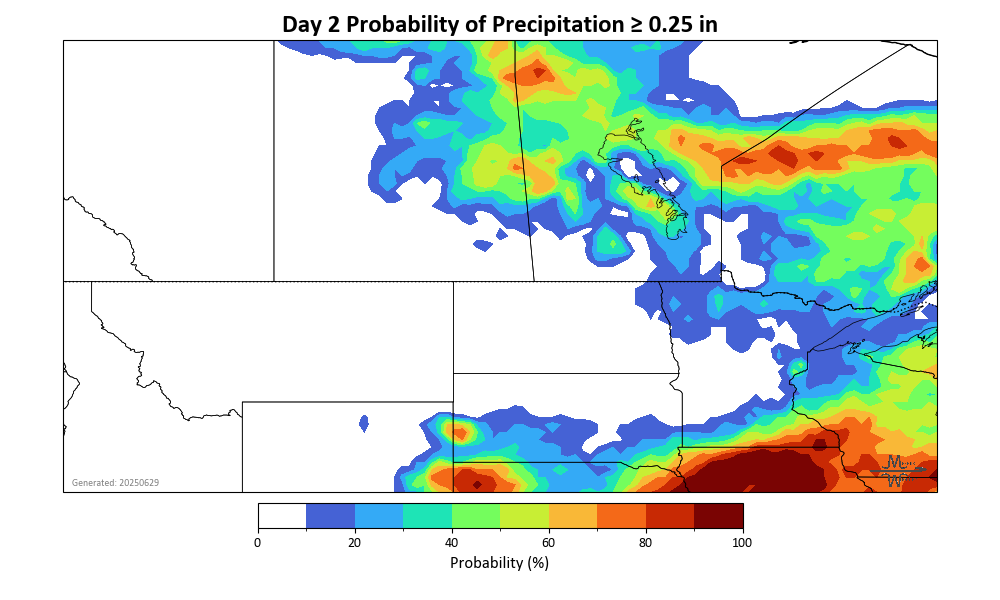 Day 2 Probability of Precipitation ≥ 0.25 in
Generated: 20250629
0 20 40 60 80 100
Probability (%)